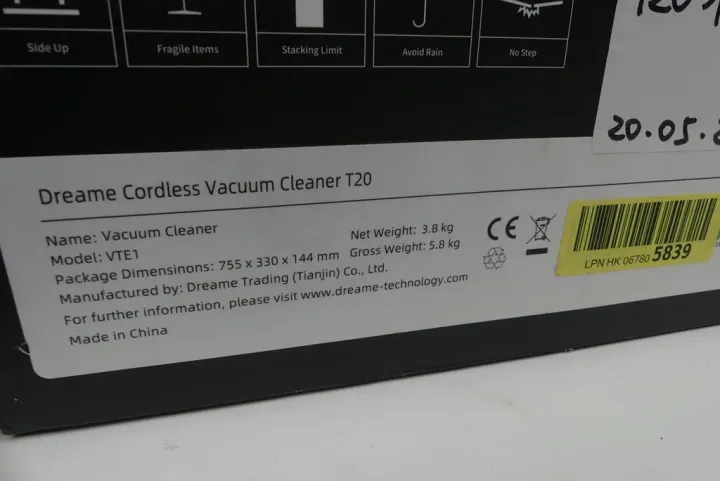 Side Up
Fragile Items
Stacking Limit
Avoid Rain
No Step
20.05.2
Dreame Cordless Vacuum Cleaner T20
Name: Vacuum Cleaner
Net Weight: 3.8 kg
Model: VTE1
Gross Weight: 5.8 kg
Package Dimensinons: 755 x 330 x 144 mm
Manufactured by: Dreame Trading (Tianjin) Co., Ltd.
For further information, please visit www.dreame-technology.com
Made in China
CE
LPN HK 06780 5839